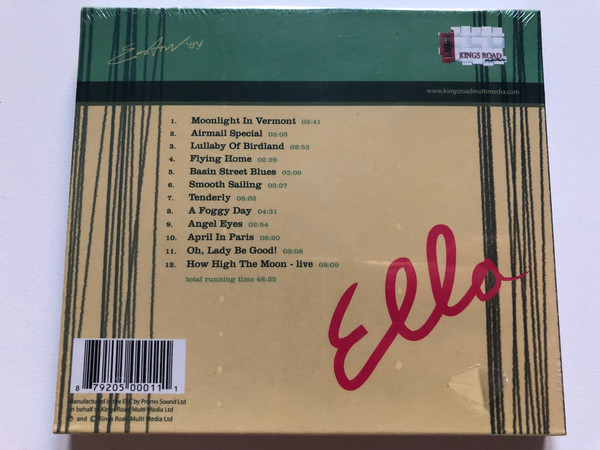 KINGS ROAD
www.kingsroadmultimedia.com
1. Moonlight In Vermont 03:41
2. Airmail Special 03:03
3. Lullaby Of Birdland 02:53
4. Flying Home 02:29
5. Basin Street Blues 03:09
6. Smooth Sailing 03:07
7. Tenderly 05:02
8. A Foggy Day 04:31
9. Angel Eyes 02:54
10. April In Paris 06:20
11. Oh, Lady Be Good! 03:08
12. How High The Moon - live 08:09
total running time 48:35
Ella
8 79205 00011 1
Manufactured in the EEC by Promo Sound Ltd
on behalf of Kings Road Multi Media Ltd
℗ and © Kings Road Multi Media Ltd